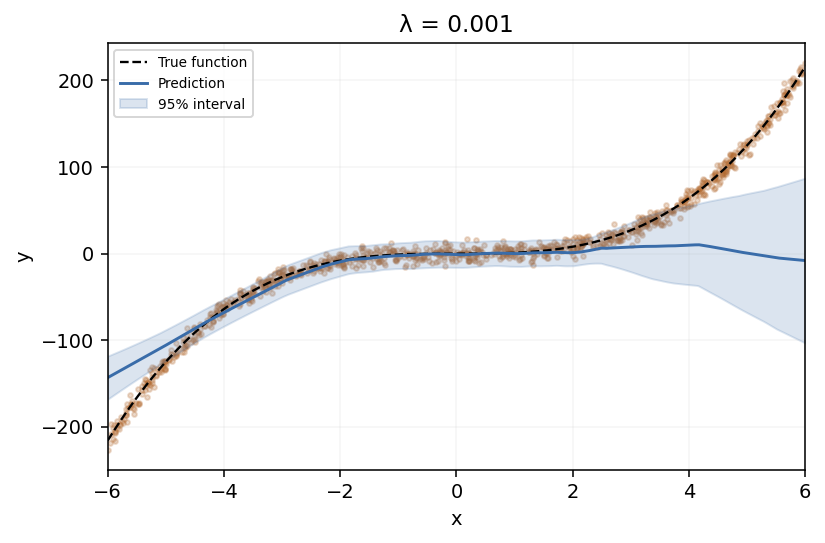 λ = 0.001
True function
Prediction
95% interval
200
100
0
−100
−200
y
−6
−4
−2
0
2
4
6
x